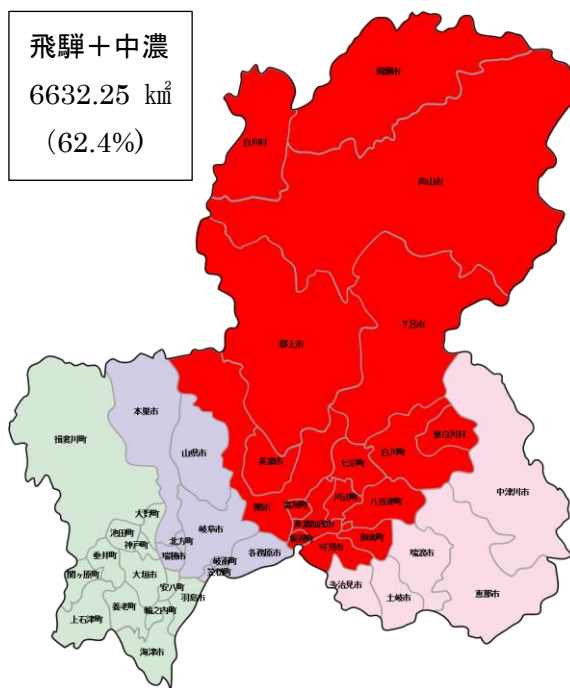 飛騨＋中濃
6632.25 ㎢
(62.4%)
飛騨市
白川村
高山市
下呂市
郡上市
本巣市
揖斐川町
山県市
東白川村
白川町
七宗町
美濃市
中津川市
川辺町
八百津町
富加町
関市
大野町
美濃加茂市
岐阜市
池田町
北方町
御嵩町
坂祝町
神戸町
可児市
各務原市
瑞浪市
垂井町
瑞穂市
岐南町
笠松町
関ヶ原町
大垣市
多治見市
安八町
羽島市
土岐市
恵那市
養老町
輪之内町
上石津町
海津市